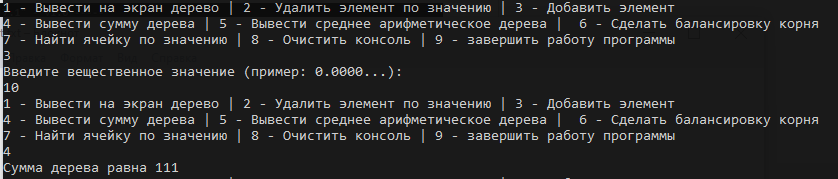 1 - Вывести на экран дерево | 2 - Удалить элемент по значению | 3 - Добавить элемент
4 - Вывести сумму дерева | 5 - Вывести среднее арифметическое дерева |  6 - Сделать балансировку корня
7 - Найти ячейку по значению | 8 - Очистить консоль | 9 - завершить работу программы
3
Введите вещественное значение (пример: 0.0000...):
10
1 - Вывести на экран дерево | 2 - Удалить элемент по значению | 3 - Добавить элемент
4 - Вывести сумму дерева | 5 - Вывести среднее арифметическое дерева |  6 - Сделать балансировку корня
7 - Найти ячейку по значению | 8 - Очистить консоль | 9 - завершить работу программы
4
Сумма дерева равна 111